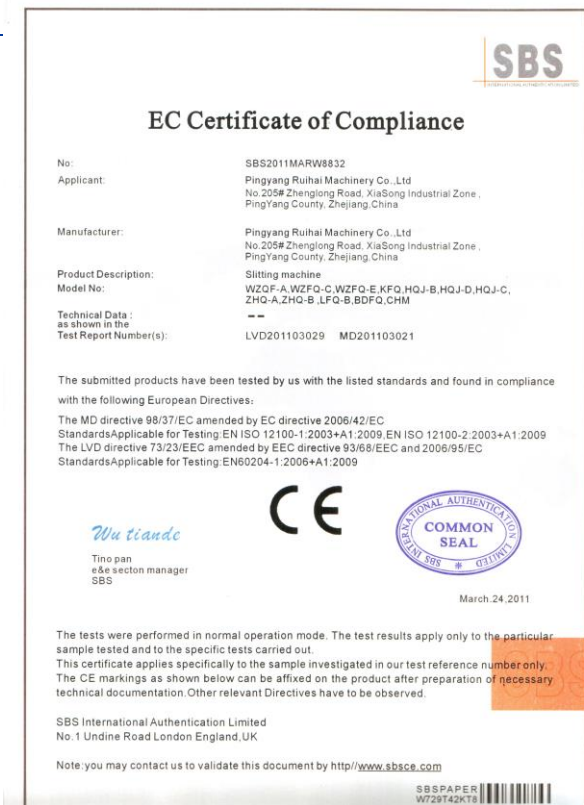 SBS
INTERNATIONAL AUTHENTICATION LIMITED
EC Certificate of Compliance
No: SBS2011MARW8832
Applicant: Pingyang Ruihai Machinery Co.,Ltd
No.205# Zhenglong Road, XiaSong Industrial Zone ,
PingYang County, Zhejiang,China
Manufacturer: Pingyang Ruihai Machinery Co.,Ltd
No.205# Zhenglong Road, XiaSong Industrial Zone ,
PingYang County, Zhejiang,China
Product Description: Slitting machine
Model No: WZQF-A,WZFQ-C,WZFQ-E,KFQ,HQJ-B,HQJ-D,HQJ-C,
ZHQ-A,ZHQ-B ,LFQ-B,BDFQ,CHM
Technical Data : --
as shown in the
Test Report Number(s): LVD201103029 MD201103021
The submitted products have been tested by us with the listed standards and found in compliance
with the following European Directives:
The MD directive 98/37/EC amended by EC directive 2006/42/EC
StandardsApplicable for Testing:EN ISO 12100-1:2003+A1:2009,EN ISO 12100-2:2003+A1:2009
The LVD directive 73/23/EEC amended by EEC directive 93/68/EEC and 2006/95/EC
StandardsApplicable for Testing:EN60204-1:2006+A1:2009
CE
Wu tiande
Tino pan
e&e secton manager
SBS
SBS INTERNATIONAL AUTHENTICATION LIMITED
COMMON
SEAL
March.24,2011
The tests were performed in normal operation mode. The test results apply only to the particular
sample tested and to the specific tests carried out.
This certificate applies specifically to the sample investigated in our test reference number only.
The CE markings as shown below can be affixed on the product after preparation of necessary
technical documentation.Other relevant Directives have to be observed.
SBS
SBS International Authentication Limited
No.1 Undine Road London England,UK
Note:you may contact us to validate this document by http//www.sbsce.com
SBSPAPER
W729T42KT8